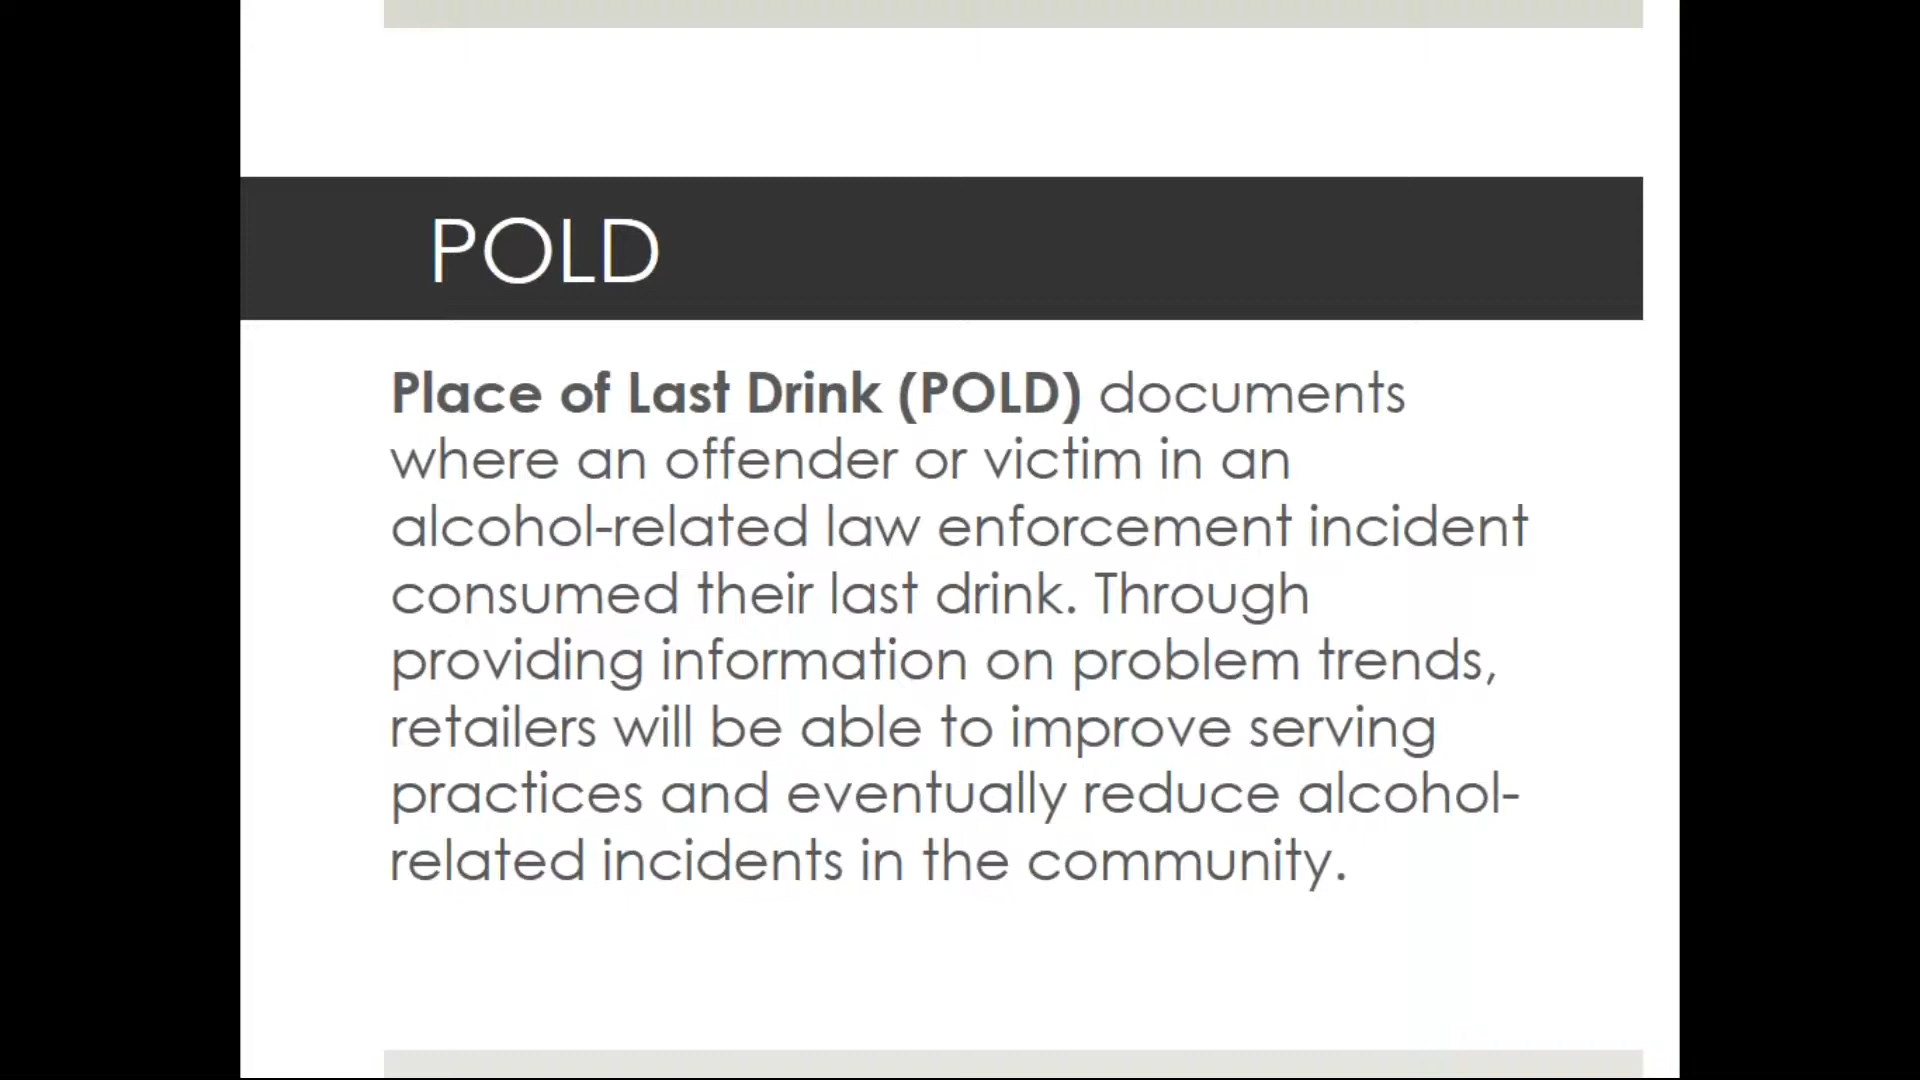 POLD
Place of Last Drink (POLD) documents
where an offender or victim in an
alcohol-related law enforcement incident
consumed their last drink. Through
providing information on problem trends,
retailers will be able to improve serving
practices and eventually reduce alcohol-
related incidents in the community.